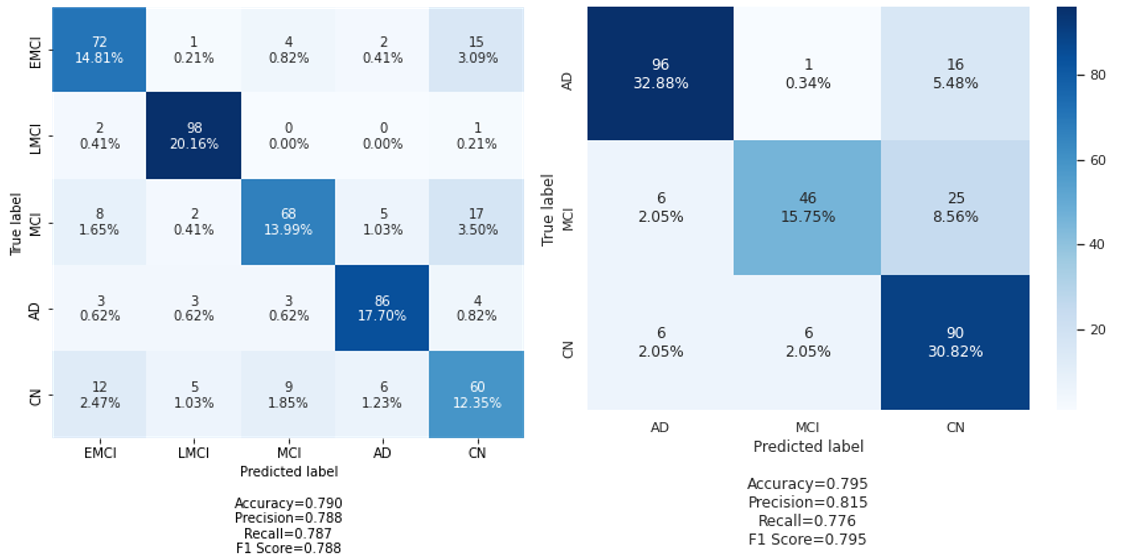 EMCI
72 1 4 2 15
14.81% 0.21% 0.82% 0.41% 3.09%
LMCI
2 98 0 0 1
0.41% 20.16% 0.00% 0.00% 0.21%
True label
MCI
8 2 68 5 17
1.65% 0.41% 13.99% 1.03% 3.50%
AD
3 3 3 86 4
0.62% 0.62% 0.62% 17.70% 0.82%
CN
12 5 9 6 60
2.47% 1.03% 1.85% 1.23% 12.35%
EMCI LMCI MCI AD CN
Predicted label
Accuracy=0.790
Precision=0.788
Recall=0.787
F1 Score=0.788
AD
96 1 16
32.88% 0.34% 5.48%
True label
MCI
6 46 25
2.05% 15.75% 8.56%
CN
6 6 90
2.05% 2.05% 30.82%
AD MCI CN
Predicted label
Accuracy=0.795
Precision=0.815
Recall=0.776
F1 Score=0.795
80
60
40
20